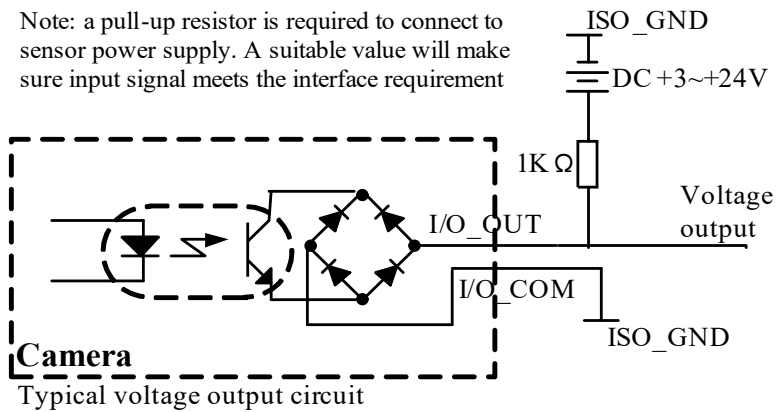 Note: a pull-up resistor is required to connect to
sensor power supply. A suitable value will make
sure input signal meets the interface requirement
ISO_GND
DC +3~+24V
1K Ω
Voltage
output
I/O_OUT
I/O_COM
ISO_GND
Camera
Typical voltage output circuit